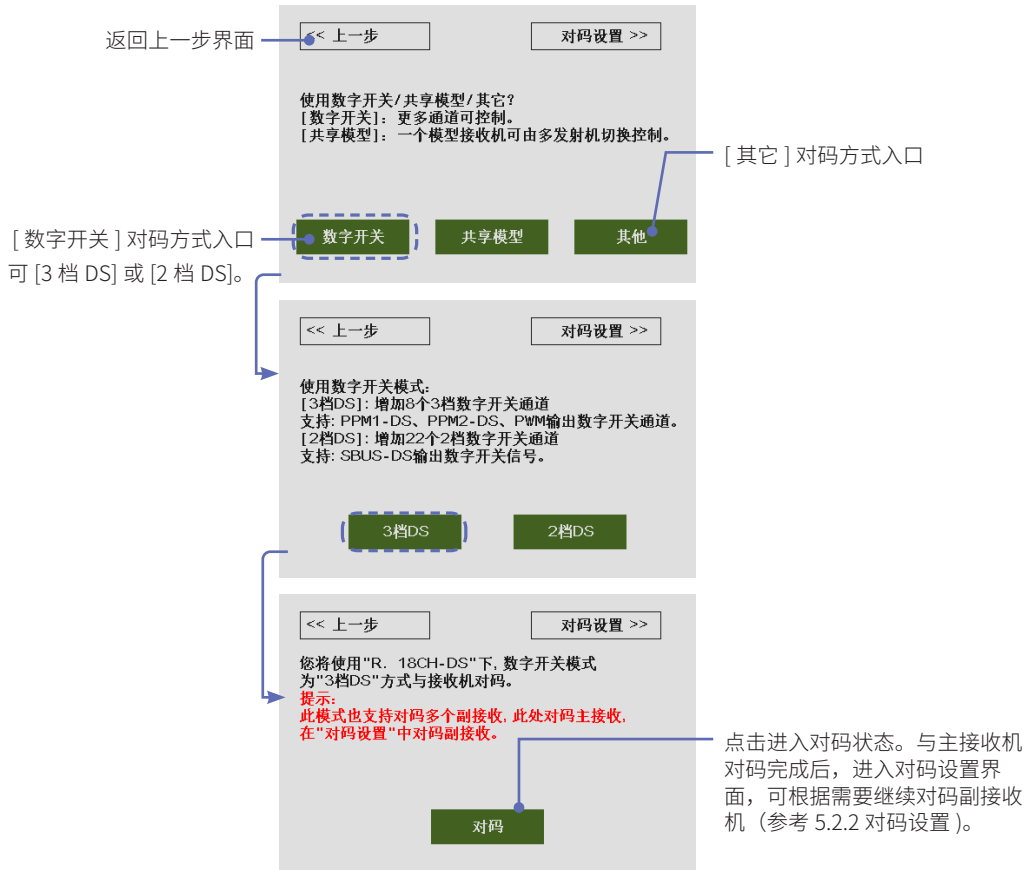 返回上一步界面
<< 上一步
对码设置 >>
使用数字开关/共享模型/其它?
[数字开关]: 更多通道可控制。
[共享模型]: 一个模型接收机可由多发射机切换控制。
[ 其它 ] 对码方式入口
[ 数字开关 ] 对码方式入口
可 [3 档 DS] 或 [2 档 DS]。
数字开关
共享模型
其他
<< 上一步
对码设置 >>
使用数字开关模式:
[3档DS]: 增加8个3档数字开关通道
支持: PPM1-DS、PPM2-DS、PWM输出数字开关通道。
[2档DS]: 增加22个2档数字开关通道
支持: SBUS-DS输出数字开关信号。
3档DS
2档DS
<< 上一步
对码设置 >>
您将使用"R. 18CH-DS"下, 数字开关模式
为"3档DS"方式与接收机对码。
提示:
此模式也支持对码多个副接收, 此处对码主接收,
在"对码设置"中对码副接收。
对码
点击进入对码状态。与主接收机
对码完成后，进入对码设置界
面，可根据需要继续对码副接收
机（参考 5.2.2 对码设置 )。